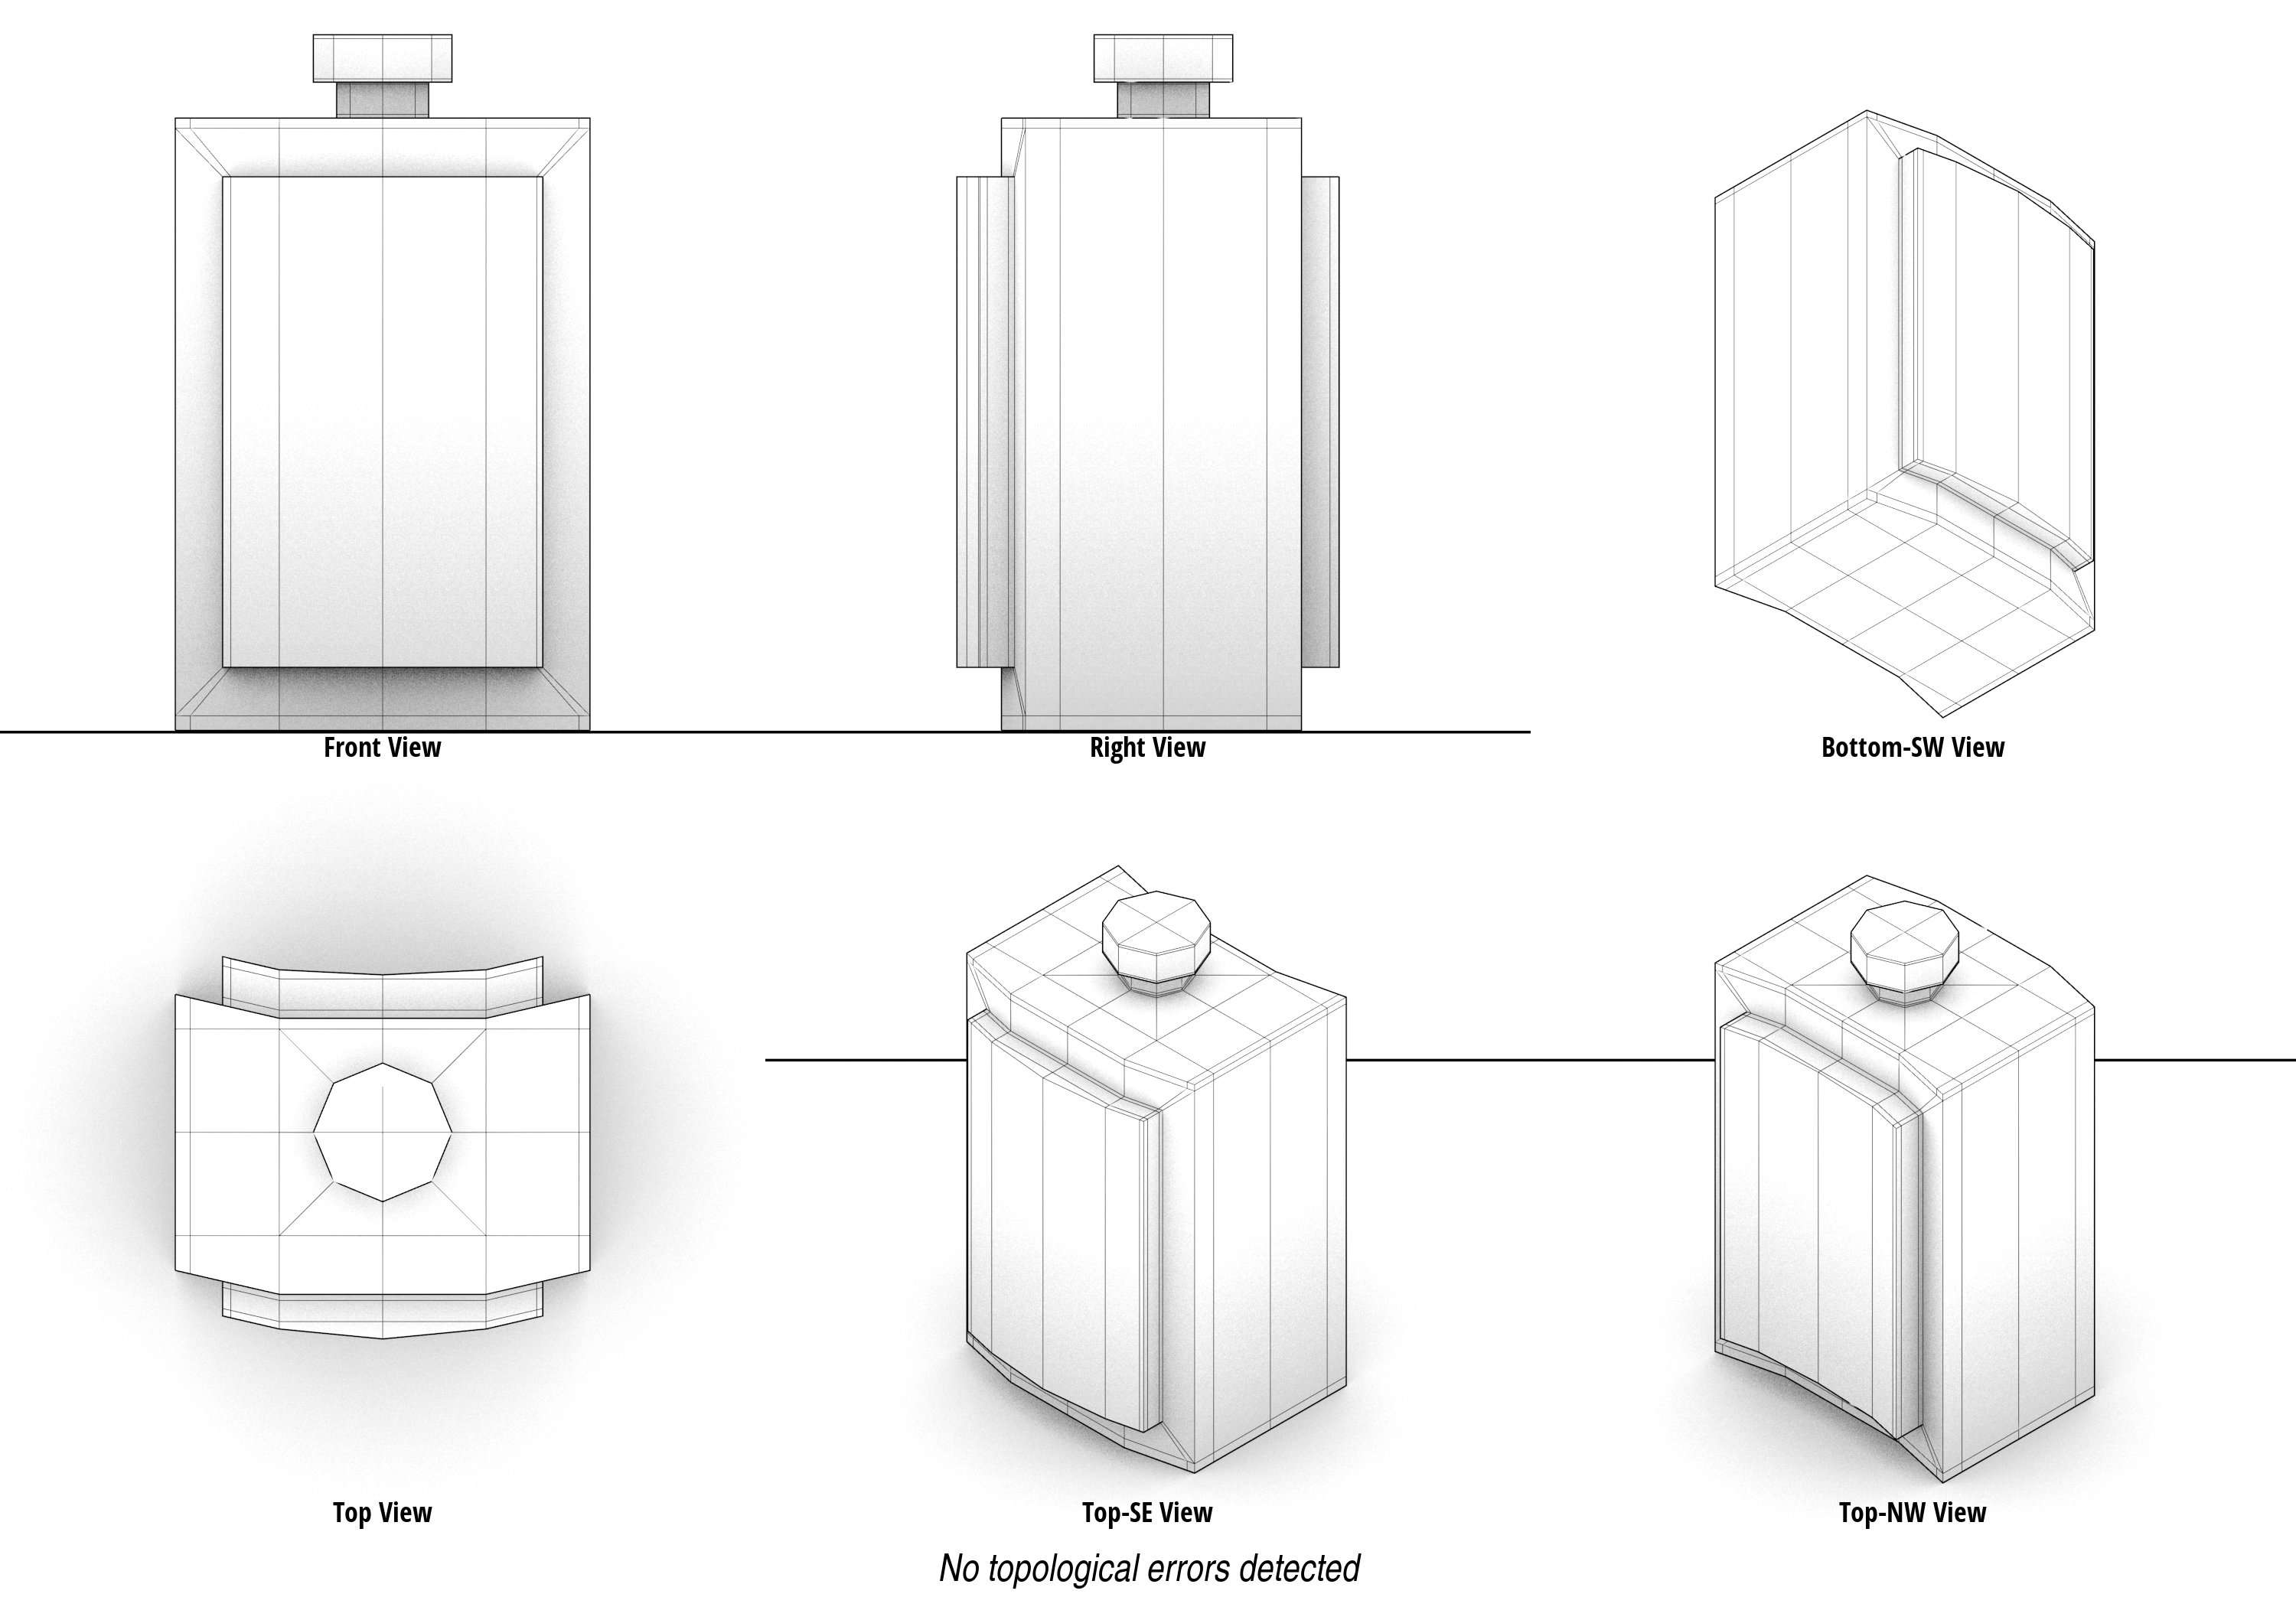 Front View
Right View
Bottom-SW View
Top View
Top-SE View
Top-NW View
No topological errors detected